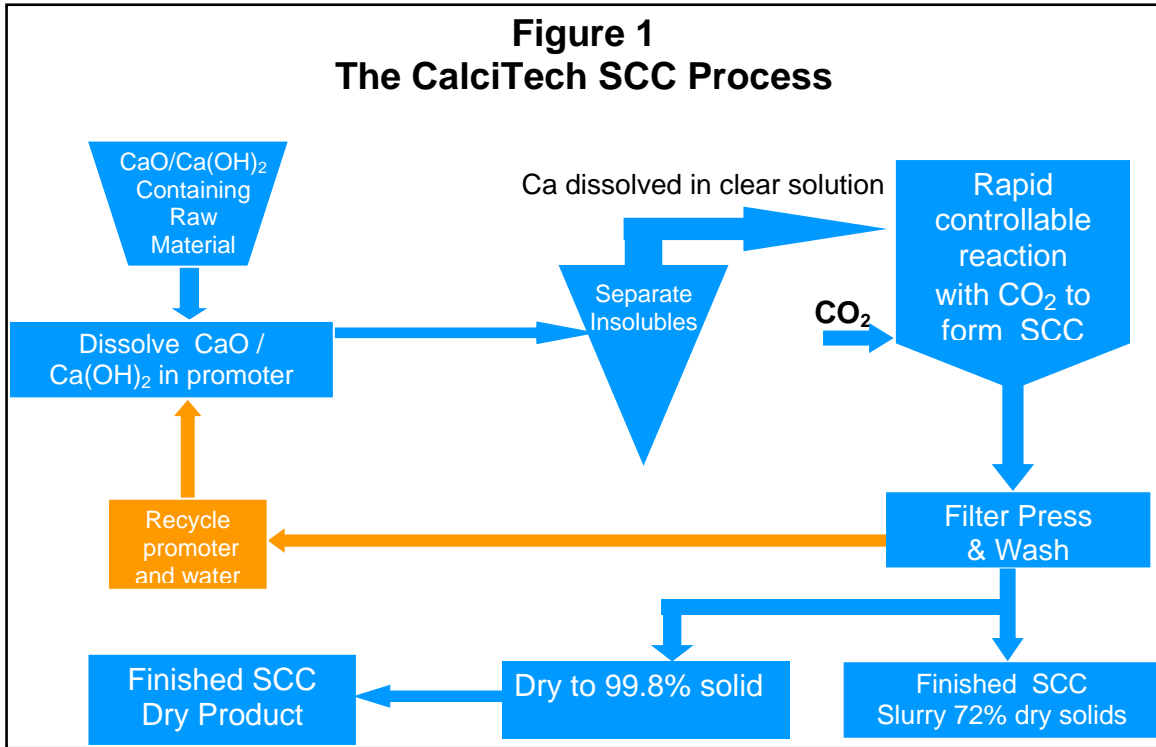 Figure 1
The CalciTech SCC Process
CaO/Ca(OH)₂
Containing
Raw
Material
Ca dissolved in clear solution
Rapid
controllable
reaction
with CO₂ to
form SCC
Separate
Insolubles
CO₂
Dissolve CaO /
Ca(OH)₂ in promoter
Recycle
promoter
and water
Filter Press
& Wash
Finished SCC
Dry Product
Dry to 99.8% solid
Finished SCC
Slurry 72% dry solids